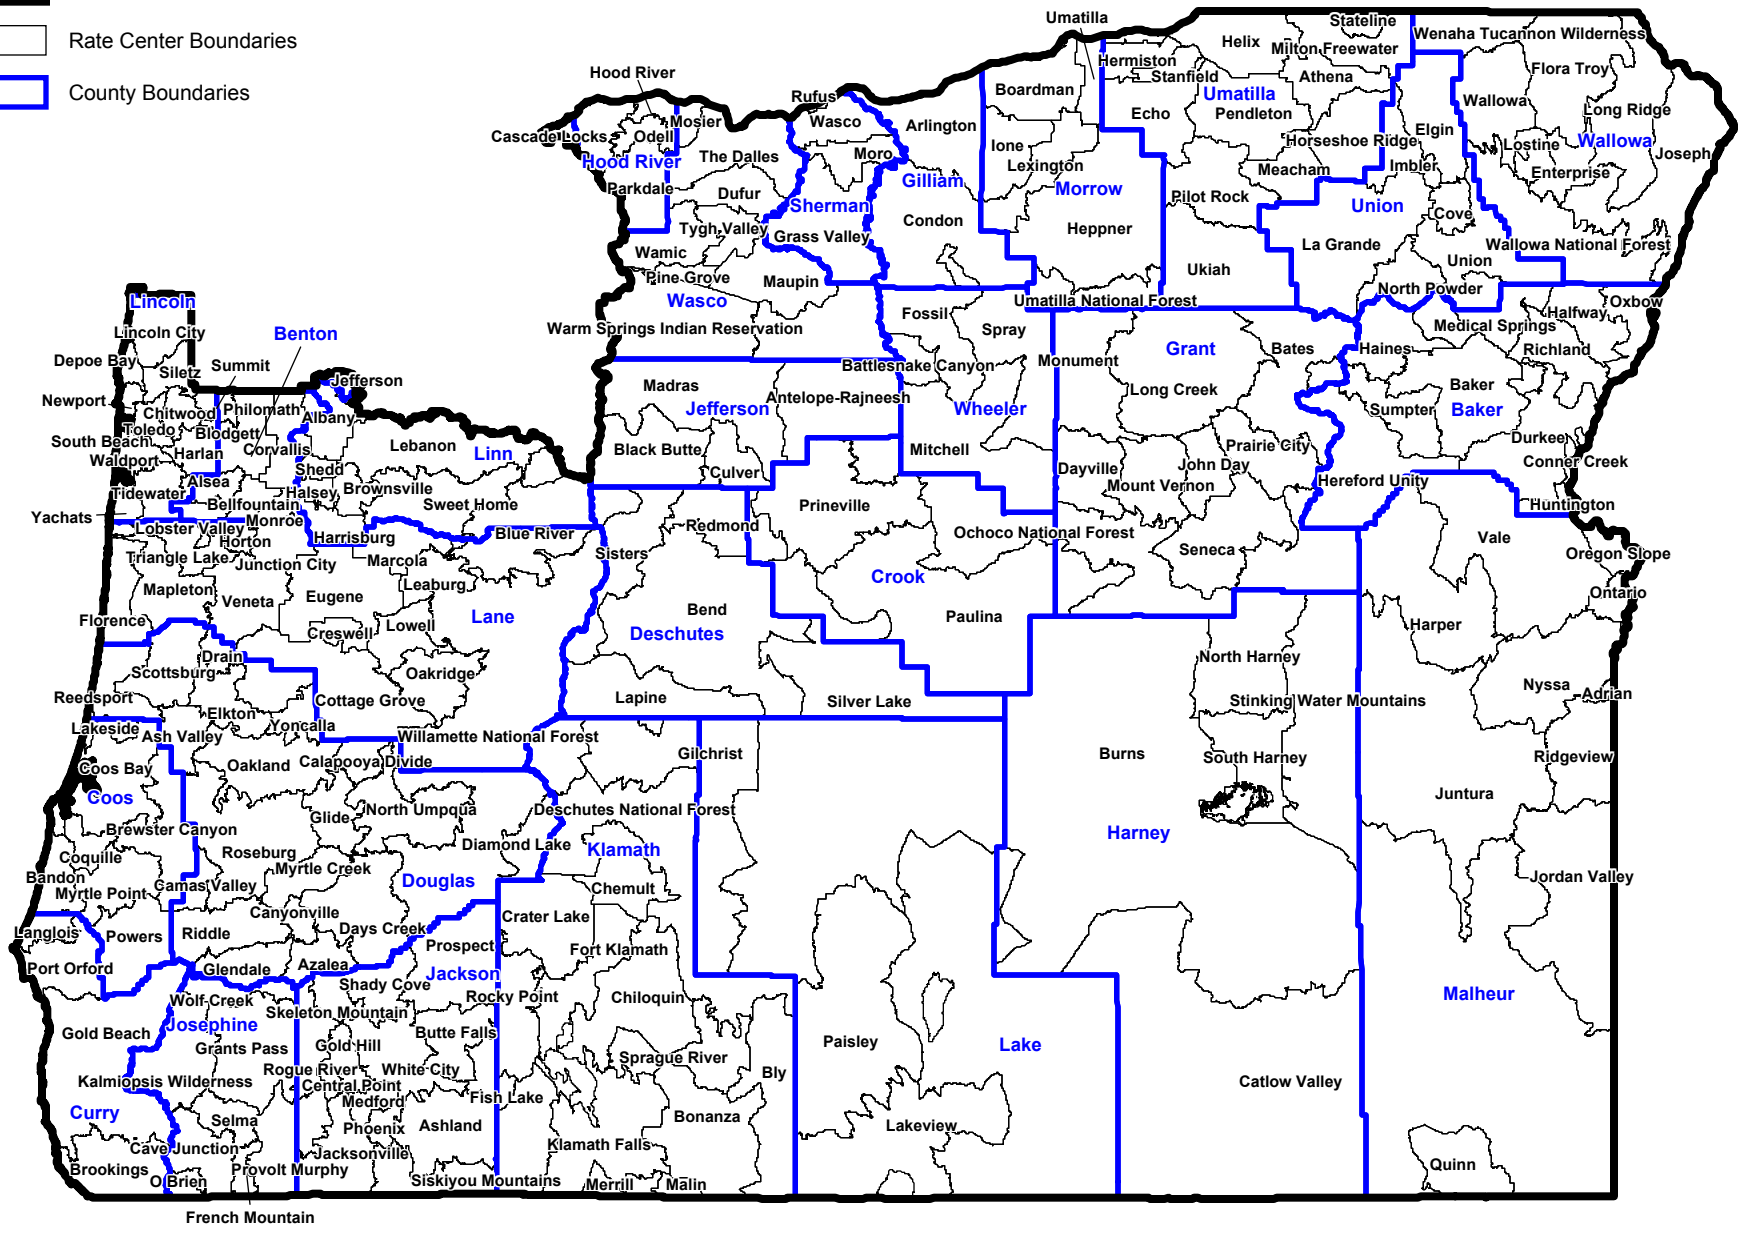 Rate Center Boundaries
County Boundaries
Umatilla
Stateline
Wenaha Tucannon Wilderness
Helix
Milton Freewater
Hermiston
Stanfield
Athena
Flora Troy
Hood River
Boardman
Umatilla
Rufus
Wallowa
Mosier
Wasco
Arlington
Echo
Pendleton
Long Ridge
Cascade Locks
Odell
Elgin
Hood River
The Dalles
Moro
Ione
Lexington
Horseshoe Ridge
Lostine
Wallowa
Joseph
Imbler
Meacham
Enterprise
Parkdale
Dufur
Gilliam
Morrow
Pilot Rock
Sherman
Union
Cove
Tygh Valley
Grass Valley
Condon
Heppner
La Grande
Wallowa National Forest
Wamic
Union
Pine Grove
Maupin
Ukiah
North Powder
Wasco
Umatilla National Forest
Oxbow
Lincoln
Fossil
Halfway
Medical Springs
Lincoln City
Benton
Warm Springs Indian Reservation
Spray
Grant
Bates
Haines
Richland
Depoe Bay
Siletz
Summit
Battlesnake Canyon
Monument
Jefferson
Madras
Antelope-Rajneesh
Long Creek
Baker
Newport
Chitwood
Philomath
Albany
Jefferson
Wheeler
Sumpter
Baker
Toledo
Blodgett
South Beach
Corvallis
Lebanon
Linn
Black Butte
Mitchell
Prairie City
Durkee
Waldport
Harlan
Shedd
Culver
Dayville
John Day
Conner Creek
Tidewater
Alsea
Halsey
Brownsville
Mount Vernon
Hereford Unity
Bellfountain
Sweet Home
Prineville
Huntington
Yachats
Monroe
Lobster Valley
Horton
Harrisburg
Blue River
Redmond
Ochoco National Forest
Vale
Triangle Lake
Junction City
Marcola
Sisters
Seneca
Oregon Slope
Mapleton
Veneta
Eugene
Leaburg
Crook
Ontario
Florence
Creswell
Lowell
Lane
Bend
Deschutes
Paulina
Harper
Drain
Scottsburg
Oakridge
North Harney
Reedsport
Cottage Grove
Lapine
Silver Lake
Stinking Water Mountains
Nyssa
Adrian
Elkton
Lakeside
Ash Valley
Yoncalla
Willamette National Forest
Coos Bay
Oakland
Calapooya Divide
Gilchrist
Burns
South Harney
Ridgeview
Coos
North Umpqua
Deschutes National Forest
Juntura
Glide
Brewster Canyon
Diamond Lake
Klamath
Harney
Coquille
Roseburg
Myrtle Creek
Bandon
Myrtle Point
Camas Valley
Douglas
Chemult
Jordan Valley
Canyonville
Crater Lake
Langlois
Powers
Riddle
Days Creek
Prospect
Fort Klamath
Port Orford
Glendale
Azalea
Jackson
Shady Cove
Malheur
Wolf Creek
Rocky Point
Chiloquin
Skeleton Mountain
Gold Beach
Josephine
Butte Falls
Grants Pass
Gold Hill
Sprague River
Paisley
Lake
Rogue River
White City
Bly
Kalmiopsis Wilderness
Central Point
Catlow Valley
Medford
Fish Lake
Curry
Selma
Phoenix
Ashland
Bonanza
Lakeview
Cave Junction
Jacksonville
Klamath Falls
Brookings
Provolt Murphy
Quinn
O Brien
Siskiyou Mountains
Merrill
Malin
French Mountain